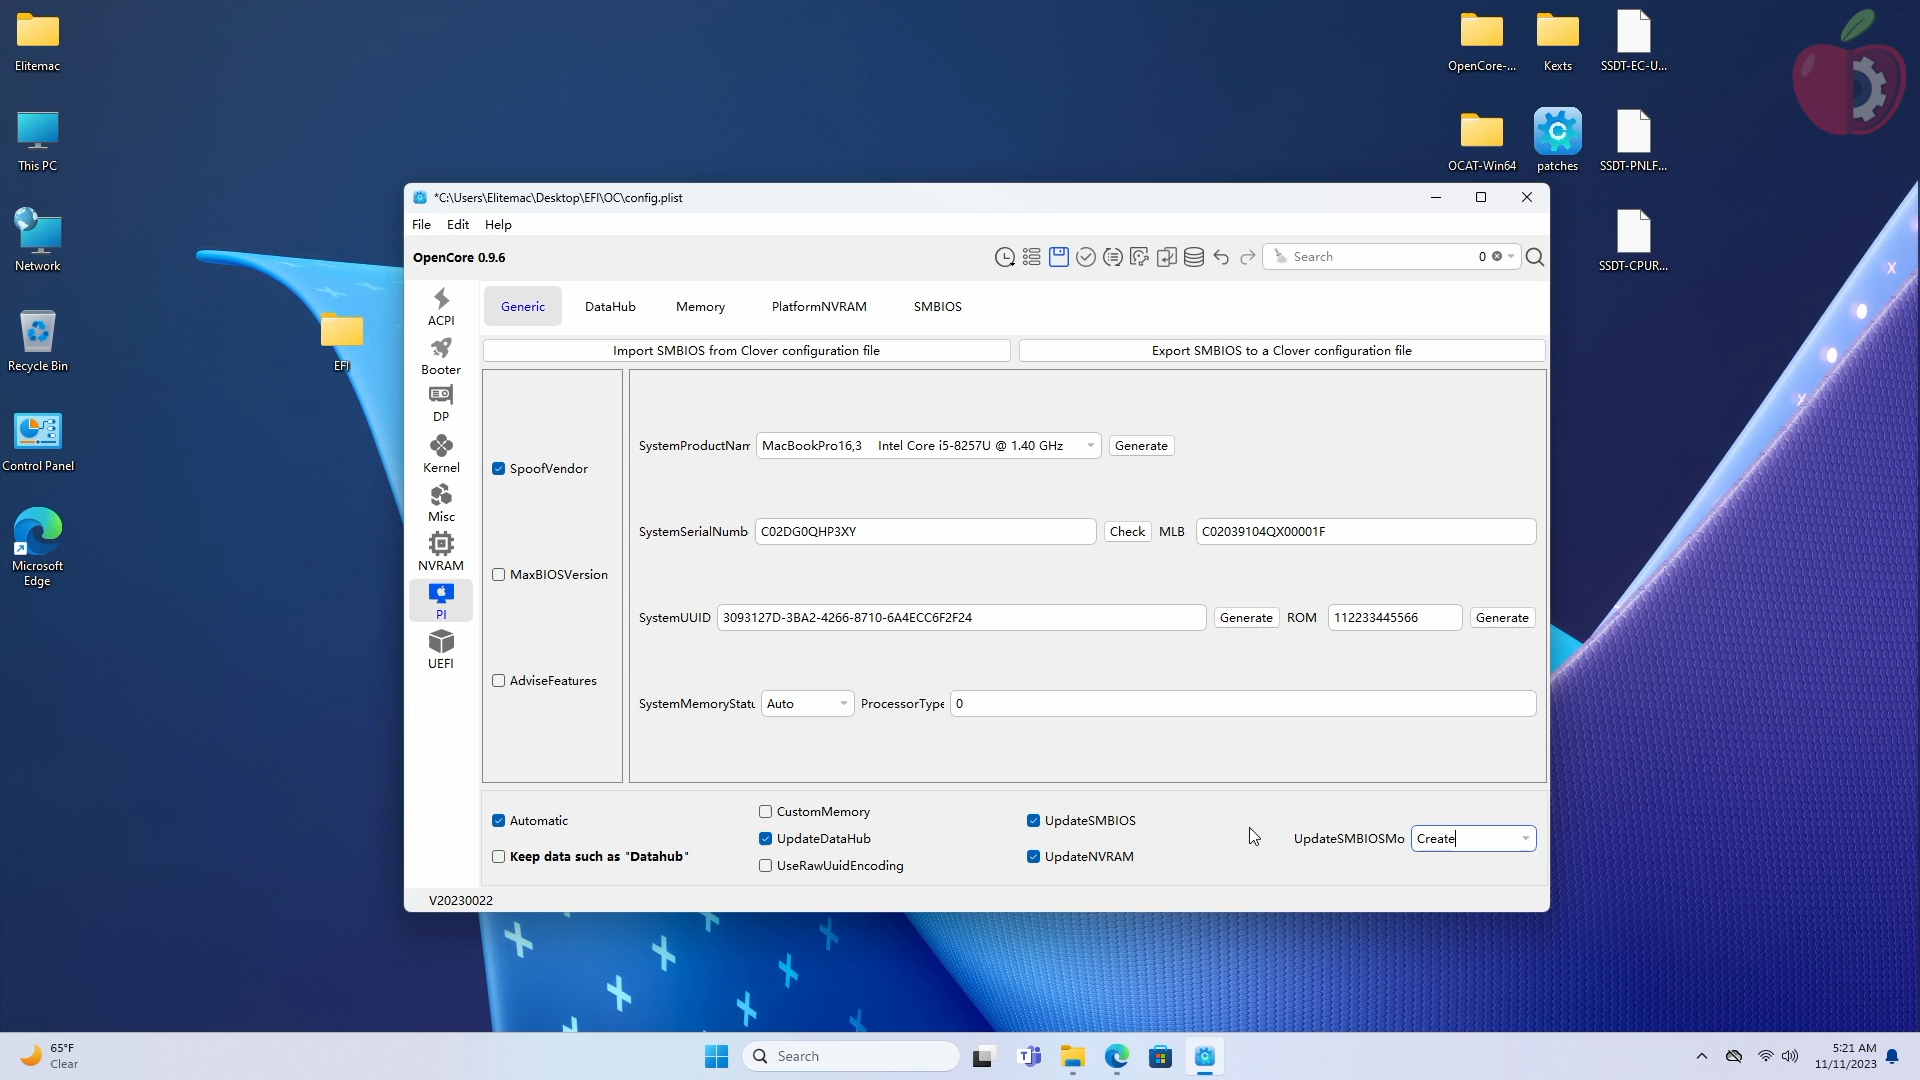 Elitemac
This PC
Network
Recycle Bin
Control Panel
Microsoft
Edge
EFI
OpenCore-...
Kexts
SSDT-EC-U...
OCAT-Win64
patches
SSDT-PNLF...
SSDT-CPUR...
*C:\Users\Elitemac\Desktop\EFI\OC\config.plist
File Edit Help
OpenCore 0.9.6
Search
0
ACPI
Booter
DP
Kernel
Misc
NVRAM
PI
UEFI
Generic DataHub Memory PlatformNVRAM SMBIOS
Import SMBIOS from Clover configuration file
Export SMBIOS to a Clover configuration file
SpoofVendor
MaxBIOSVersion
AdviseFeatures
SystemProductNam MacBookPro16,3 Intel Core i5-8257U @ 1.40 GHz Generate
SystemSerialNumb C02DG0QHP3XY Check MLB C02039104QX00001F
SystemUUID 3093127D-3BA2-4266-8710-6A4ECC6F2F24 Generate ROM 112233445566 Generate
SystemMemoryStatu Auto ProcessorType 0
Automatic
Keep data such as "Datahub"
CustomMemory
UpdateDataHub
UseRawUuidEncoding
UpdateSMBIOS
UpdateNVRAM
UpdateSMBIOSMo Create
V20230022
65°F
Clear
Search
5:21 AM
11/11/2023